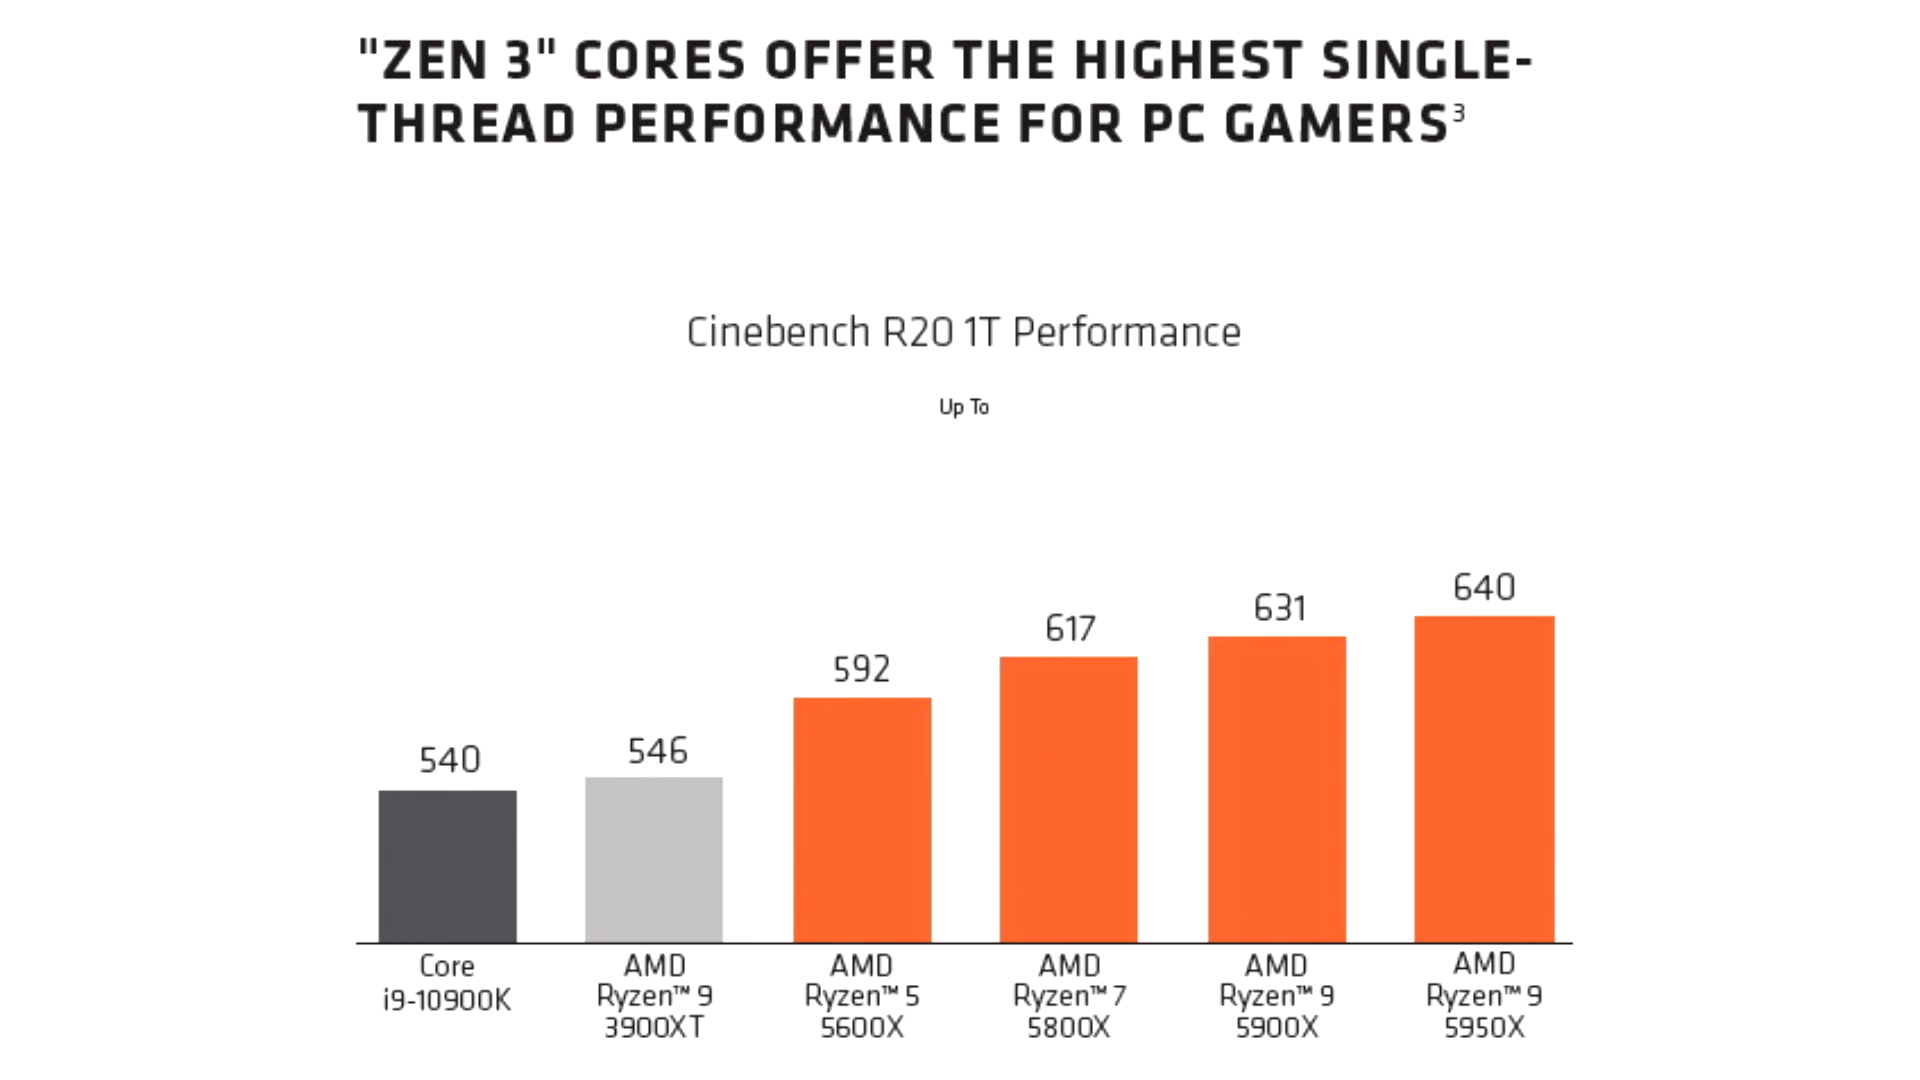 "ZEN 3" CORES OFFER THE HIGHEST SINGLE-
THREAD PERFORMANCE FOR PC GAMERS³
Cinebench R20 1T Performance
Up To
540
546
592
617
631
640
Core
i9-10900K
AMD
Ryzen™ 9
3900XT
AMD
Ryzen™ 5
5600X
AMD
Ryzen™ 7
5800X
AMD
Ryzen™ 9
5900X
AMD
Ryzen™ 9
5950X